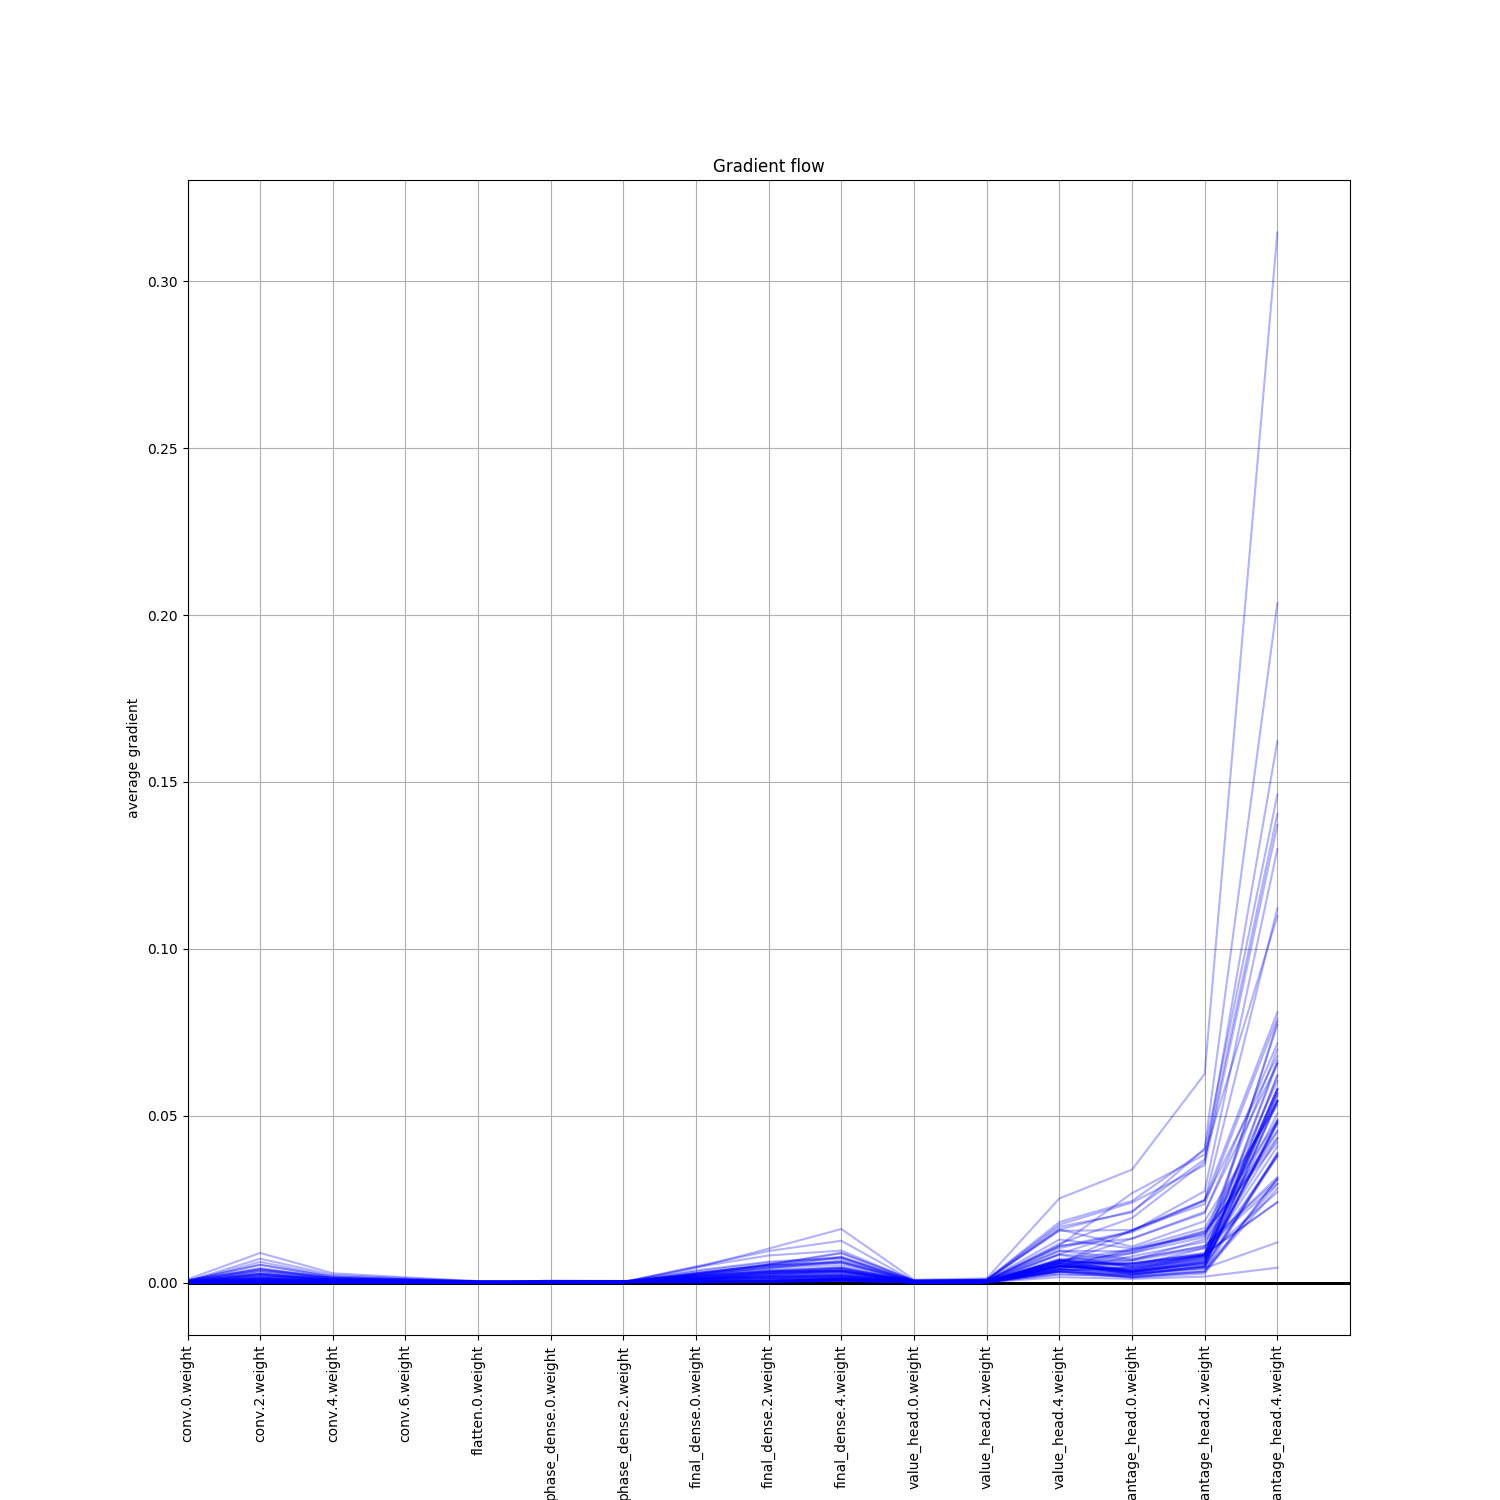 Gradient flow
average gradient
0.30
0.25
0.20
0.15
0.10
0.05
0.00
conv.0.weight
conv.2.weight
conv.4.weight
conv.6.weight
flatten.0.weight
phase_dense.0.weight
phase_dense.2.weight
final_dense.0.weight
final_dense.2.weight
final_dense.4.weight
value_head.0.weight
value_head.2.weight
value_head.4.weight
antage_head.0.weight
antage_head.2.weight
antage_head.4.weight